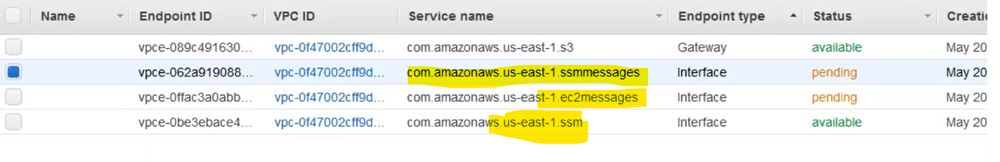 Name Endpoint ID VPC ID Service name Endpoint type Status Creatic
vpce-089c491630... vpc-0f47002cff9d... com.amazonaws.us-east-1.s3 Gateway available May 20
vpce-062a919088... vpc-0f47002cff9d... com.amazonaws.us-east-1.ssmmessages Interface pending May 20
vpce-0ffac3a0abb... vpc-0f47002cff9d... com.amazonaws.us-east-1.ec2messages Interface pending May 20
vpce-0be3ebace4... vpc-0f47002cff9d... com.amazonaws.us-east-1.ssm Interface available May 20